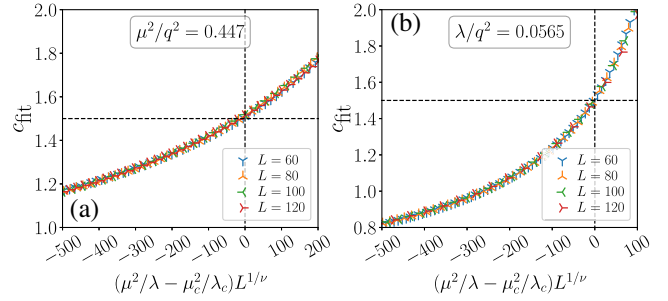 (a)
μ²/q² = 0.447
c_fit
2.0
1.8
1.6
1.4
1.2
1.0
L = 60
L = 80
L = 100
L = 120
-500
-400
-300
-200
-100
0
100
200
(μ²/λ − μ_c²/λ_c)L^{1/ν}
(b)
λ/q² = 0.0565
c_fit
2.0
1.8
1.6
1.4
1.2
1.0
0.8
L = 60
L = 80
L = 100
L = 120
-500
-400
-300
-200
-100
0
100
(μ²/λ − μ_c²/λ_c)L^{1/ν}